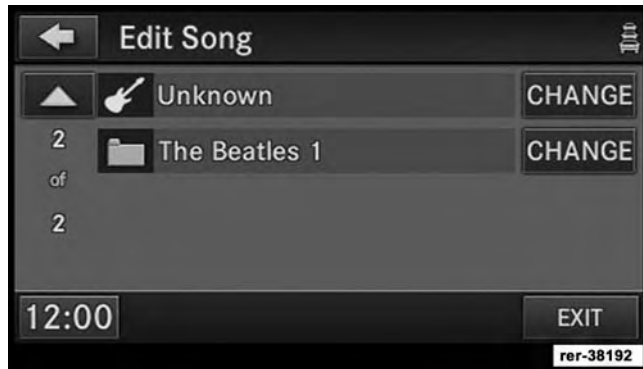 Edit Song
Unknown CHANGE
2 The Beatles 1 CHANGE
of
2
12:00 EXIT
rer-38192